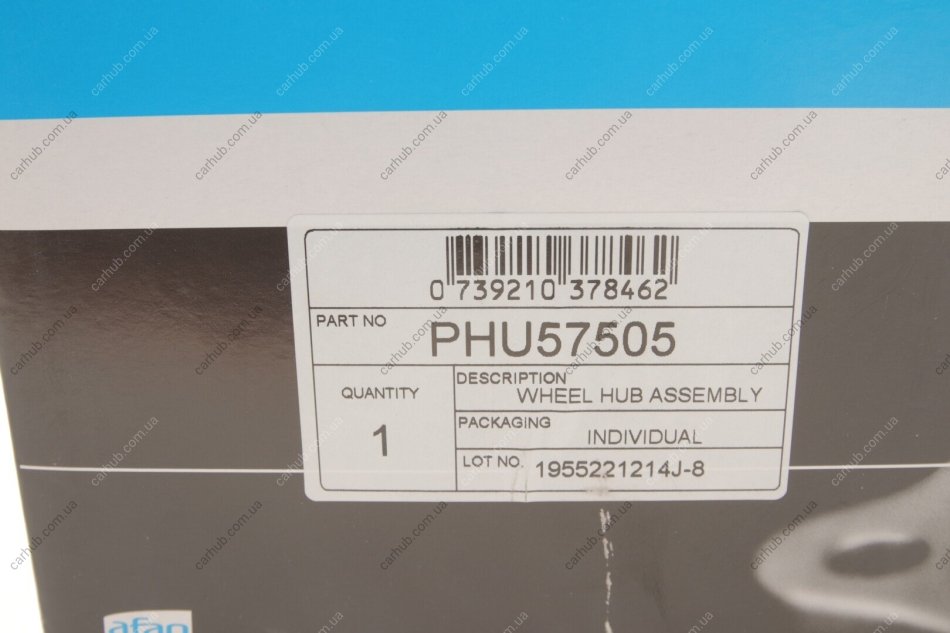 0 739210 378462
PART NO
PHU57505
QUANTITY
1
DESCRIPTION
WHEEL HUB ASSEMBLY
PACKAGING
INDIVIDUAL
LOT NO.
1955221214J-8
carhub.com.ua